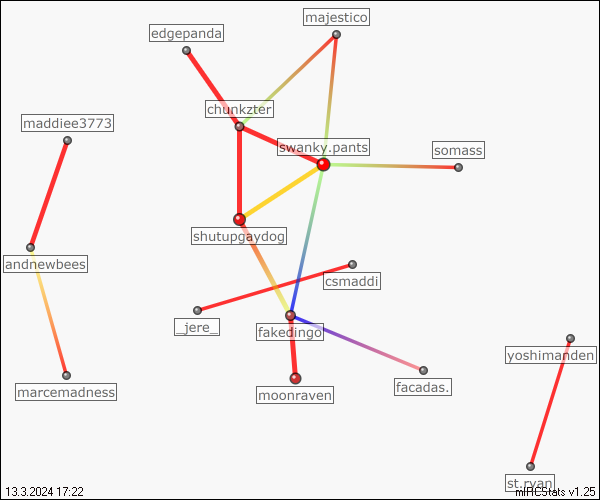 majestico
edgepanda
chunkzter
maddiee3773
swanky.pants
somass
shutupgaydog
andnewbees
csmaddi
_jere_
fakedingo
yoshimanden
facadas.
marcemadness
moonraven
st.ryan
13.3.2024 17:22
mIRCStats v1.25